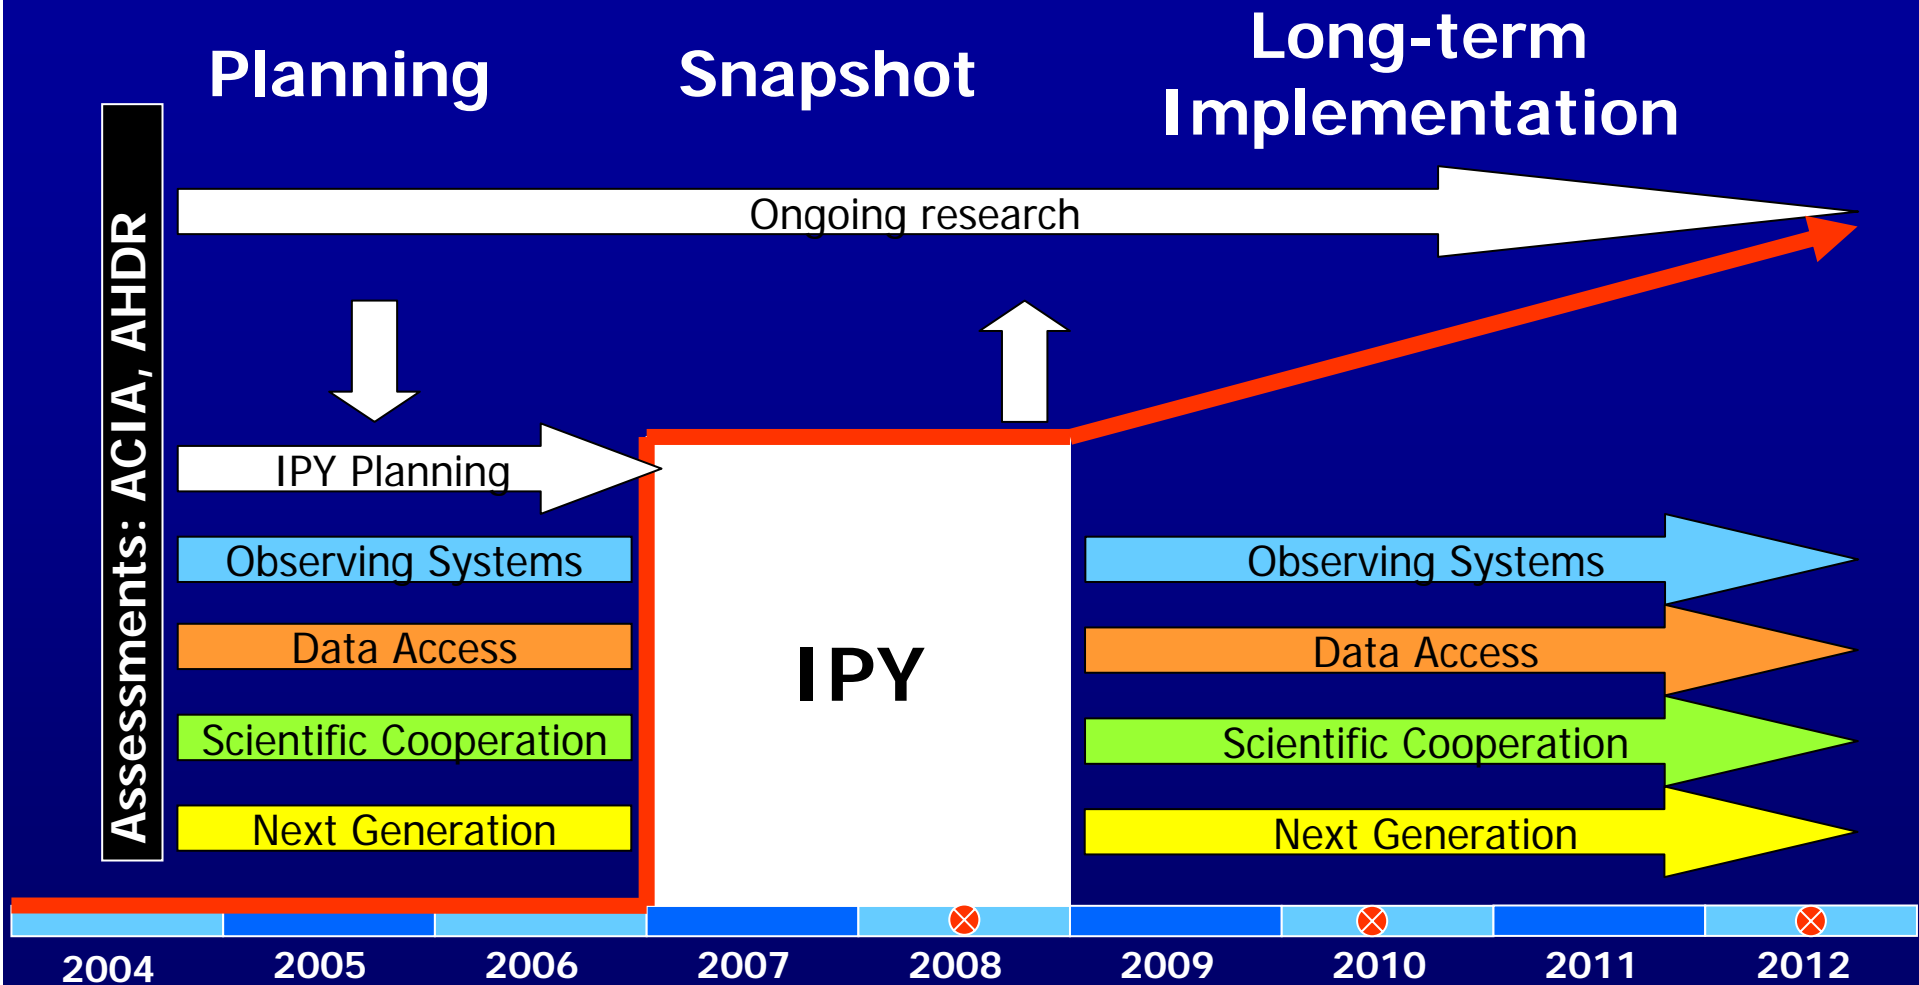 Planning
Snapshot
Long-term
Implementation
Assessments: ACIA, AHDR
Ongoing research
IPY Planning
Observing Systems
Data Access
Scientific Cooperation
Next Generation
IPY
Observing Systems
Data Access
Scientific Cooperation
Next Generation
2004 2005 2006 2007 2008 2009 2010 2011 2012